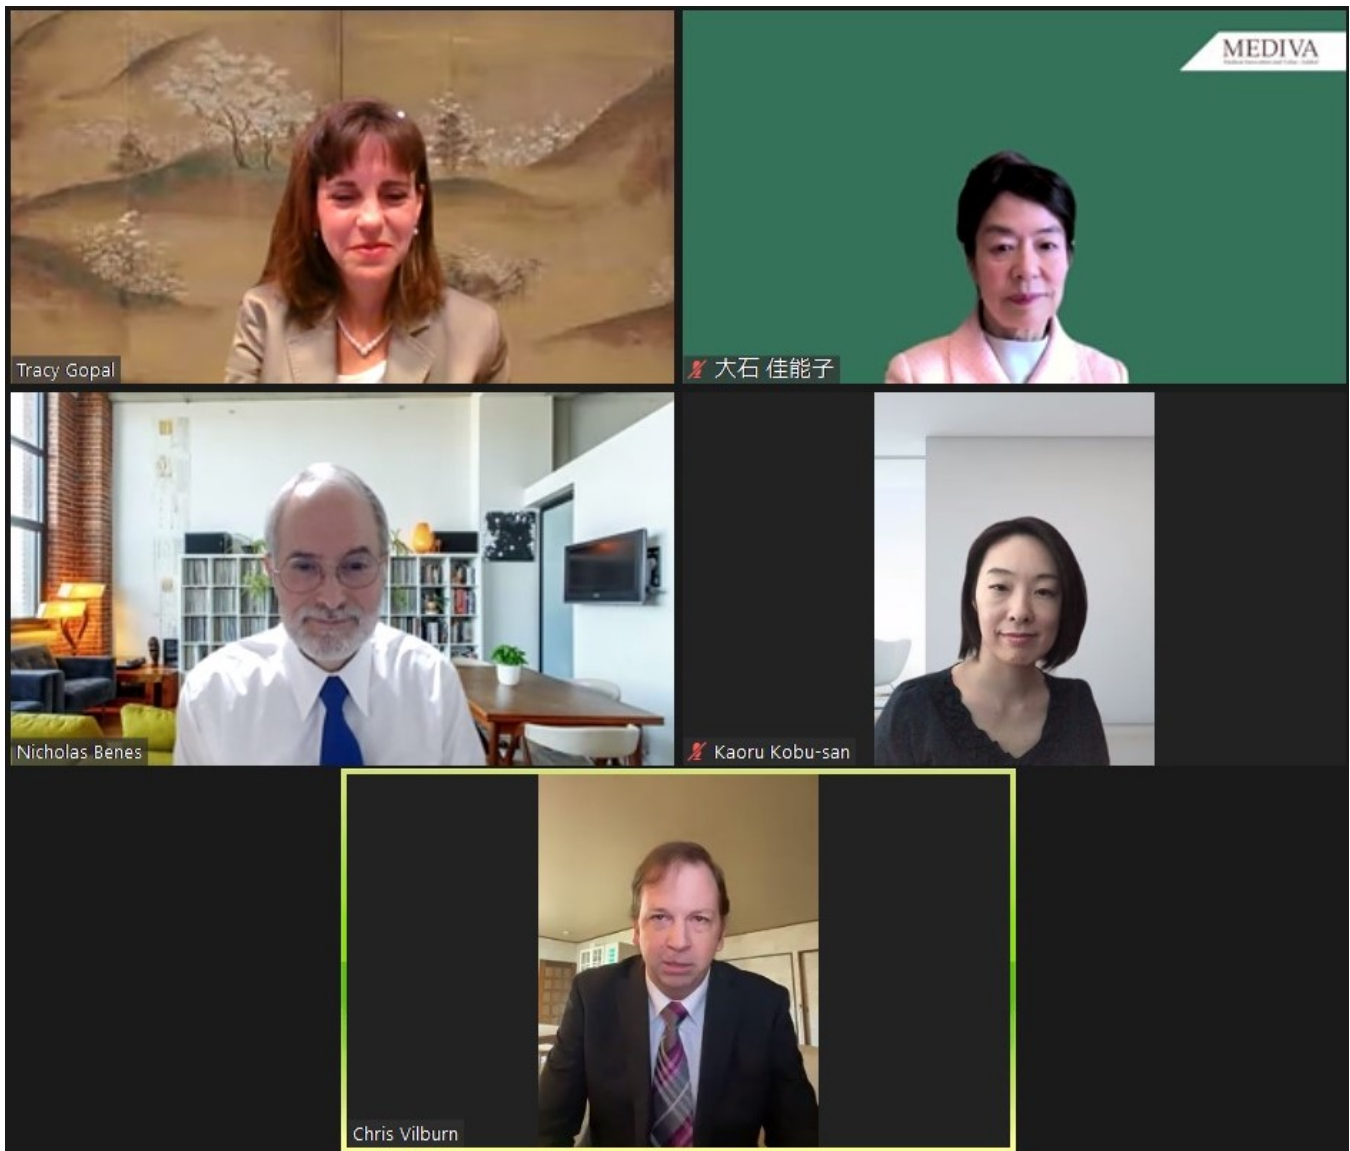 MEDIVA
Tracy Gopal
大石 佳能子
Nicholas Benes
Kaoru Kobu-san
Chris Vilburn